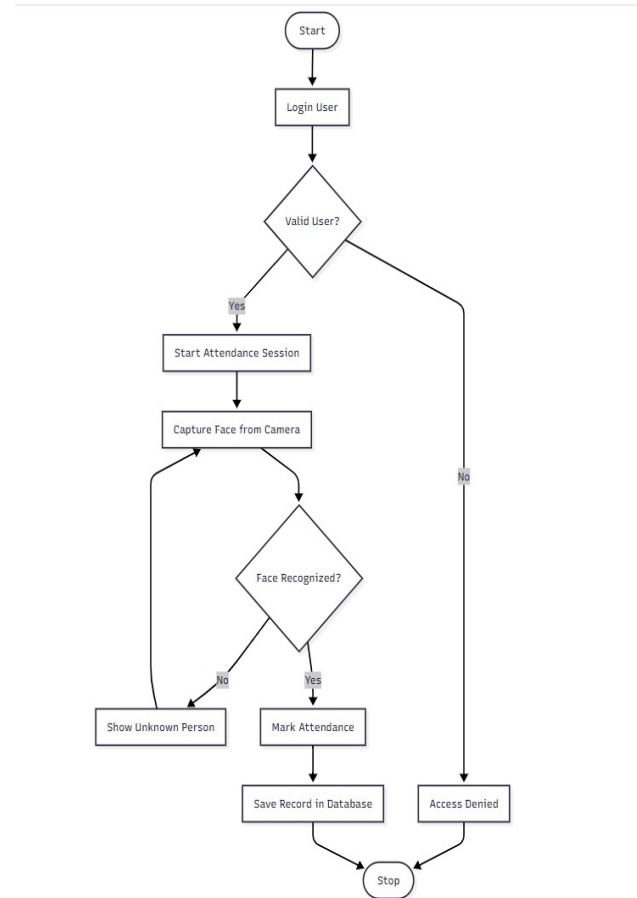 Start
Login User
Valid User?
Yes
Start Attendance Session
Capture Face from Camera
No
Face Recognized?
No
Yes
Show Unknown Person
Mark Attendance
Save Record in Database
Access Denied
Stop